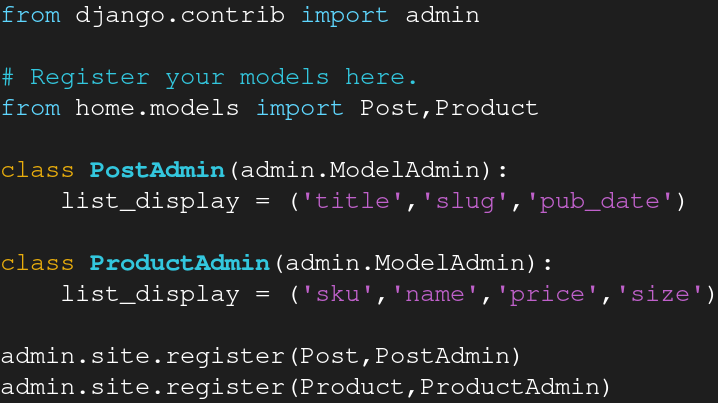 from django.contrib import admin
# Register your models here.
from home.models import Post,Product
class PostAdmin(admin.ModelAdmin):
    list_display = ('title','slug','pub_date')
class ProductAdmin(admin.ModelAdmin):
    list_display = ('sku','name','price','size')
admin.site.register(Post,PostAdmin)
admin.site.register(Product,ProductAdmin)